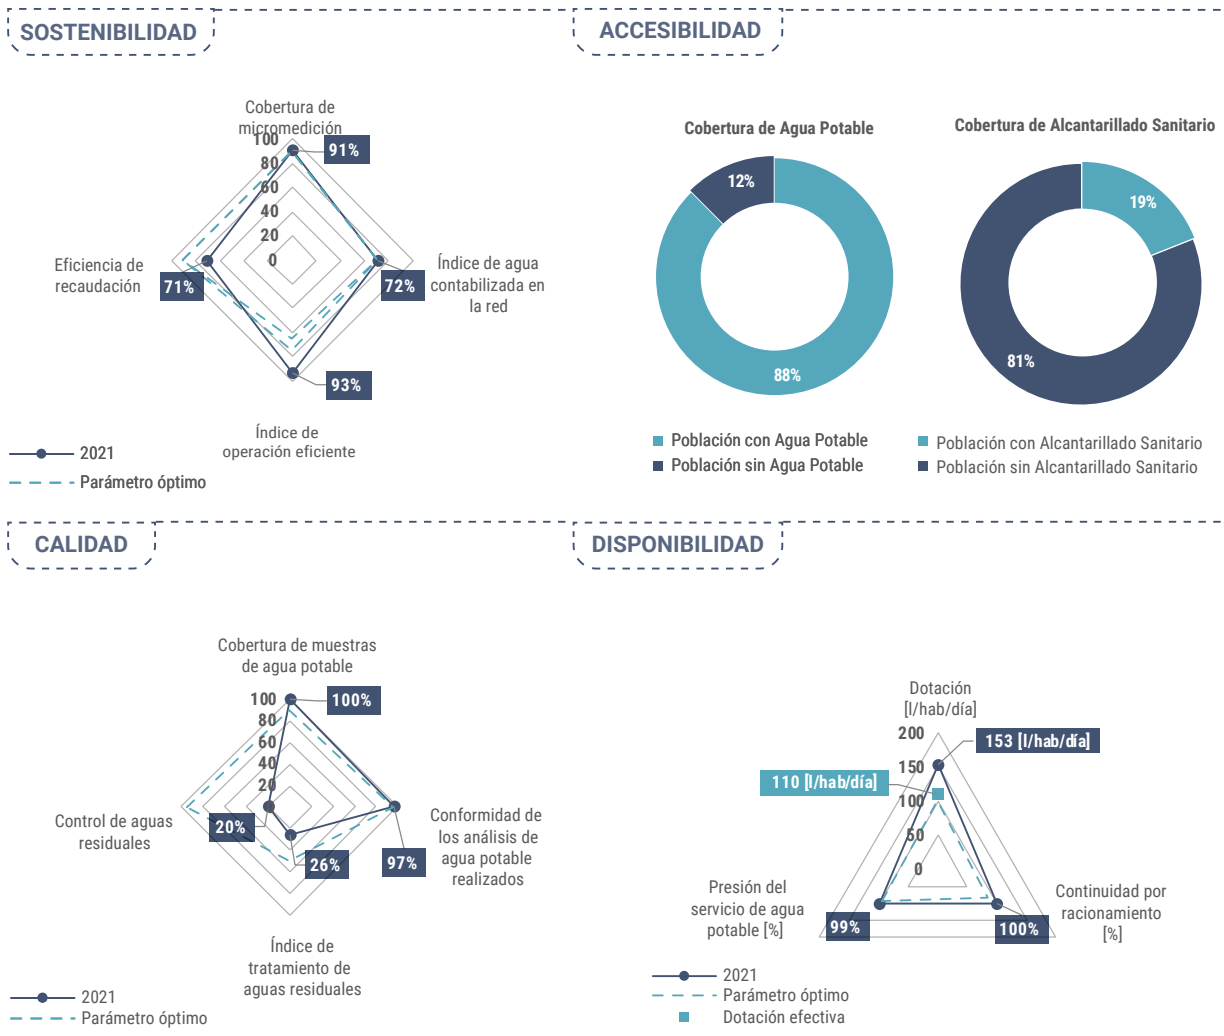 SOSTENIBILIDAD
Cobertura de
micromedición
100
80
60
40
20
0
91%
72%
93%
71%
Eficiencia de
recaudación
Índice de agua
contabilizada en
la red
Índice de
operación eficiente
2021
Parámetro óptimo
ACCESIBILIDAD
Cobertura de Agua Potable
12%
88%
Población con Agua Potable
Población sin Agua Potable
Cobertura de Alcantarillado Sanitario
19%
81%
Población con Alcantarillado Sanitario
Población sin Alcantarillado Sanitario
CALIDAD
Cobertura de muestras
de agua potable
100
80
60
40
20
100%
97%
26%
20%
Control de aguas
residuales
Conformidad de
los análisis de
agua potable
realizados
Índice de
tratamiento de
aguas residuales
2021
Parámetro óptimo
DISPONIBILIDAD
Dotación
[l/hab/día]
200
150
100
50
0
153 [l/hab/día]
110 [l/hab/día]
Presión del
servicio de agua
potable [%]
99%
100%
Continuidad por
racionamiento
[%]
2021
Parámetro óptimo
Dotación efectiva